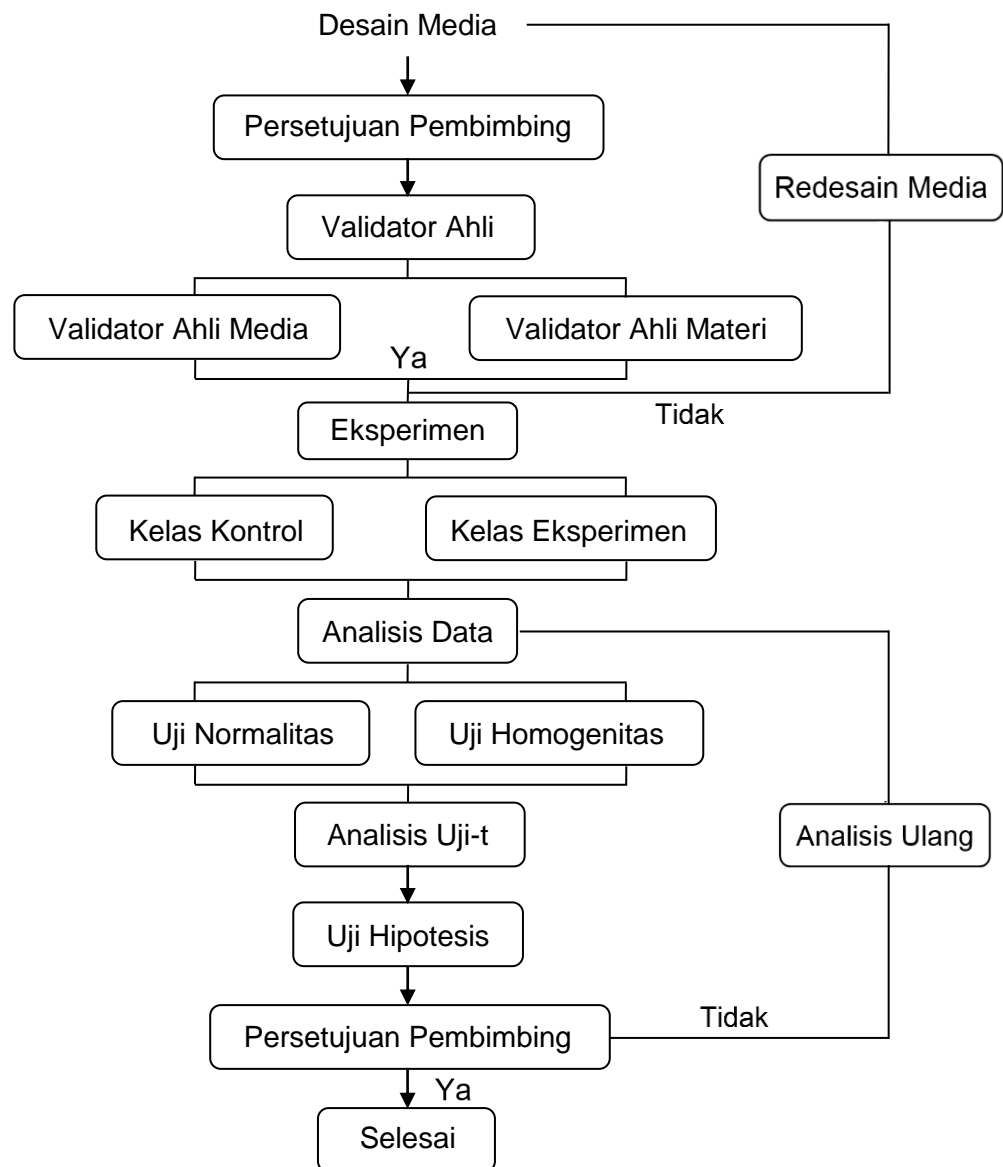 Desain Media
Persetujuan Pembimbing
Redesain Media
Validator Ahli
Validator Ahli Media
Validator Ahli Materi
Ya
Tidak
Eksperimen
Kelas Kontrol
Kelas Eksperimen
Analisis Data
Uji Normalitas
Uji Homogenitas
Analisis Uji-t
Analisis Ulang
Uji Hipotesis
Tidak
Persetujuan Pembimbing
Ya
Selesai